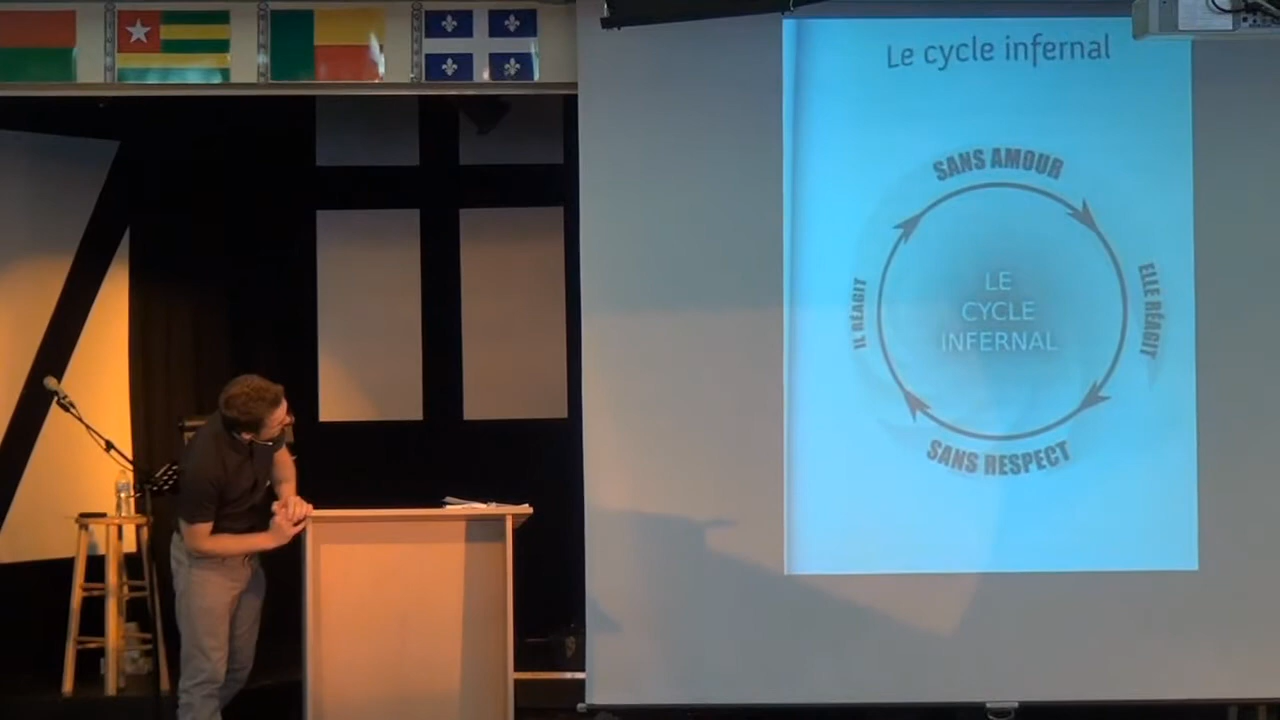 Le cycle infernal
SANS AMOUR
ELLE RÉAGIT
LE
CYCLE
INFERNAL
IL RÉAGIT
SANS RESPECT